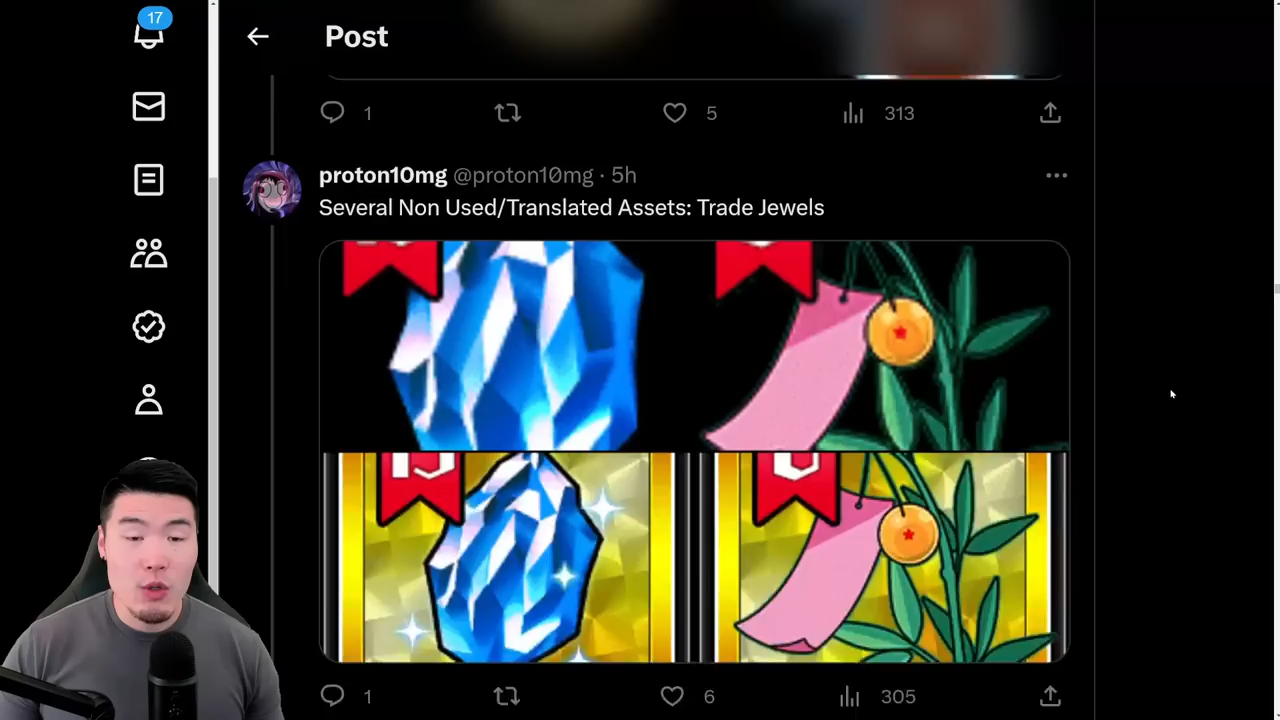 17
Post
1 5 313
proton10mg @proton10mg · 5h
Several Non Used/Translated Assets: Trade Jewels
1 6 305